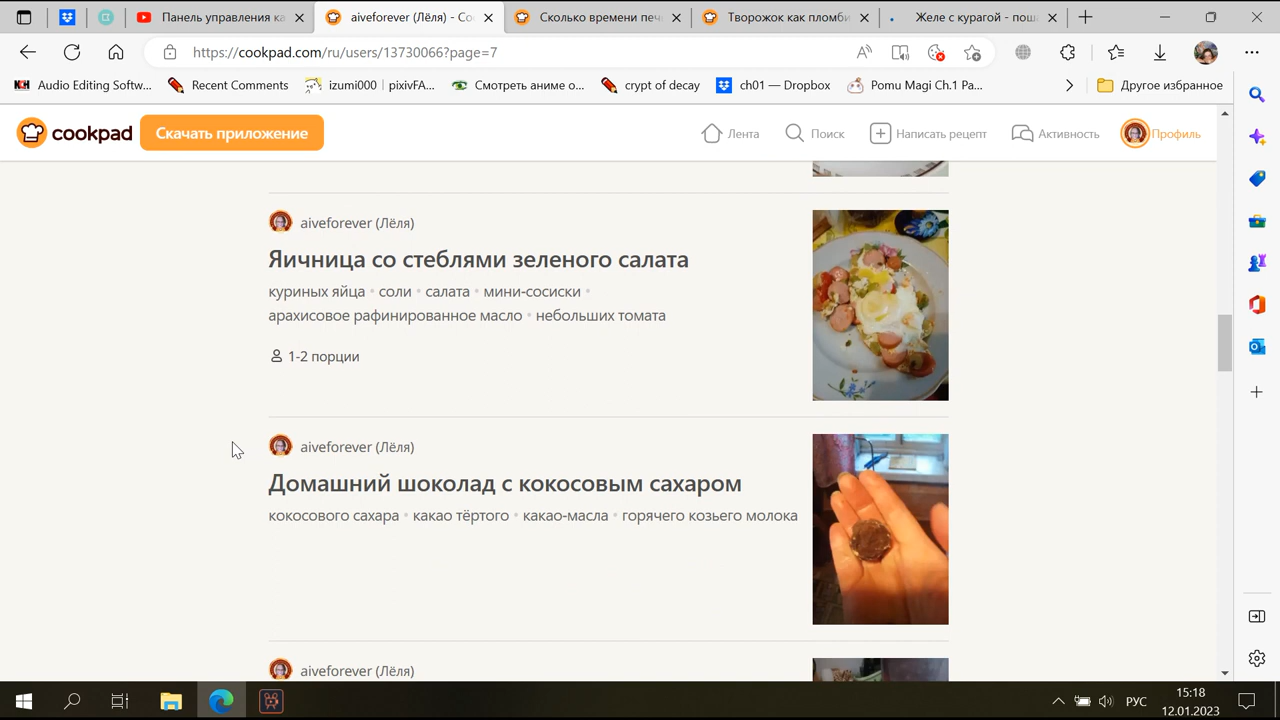 Панель управления ка
aiveforever (Лёля) - Co
Сколько времени печ
Творожок как пломби
Желе с курагой - пош
https://cookpad.com/ru/users/13730066?page=7
Audio Editing Softw...
Recent Comments
izumi000 | pixivFA...
Смотреть аниме о...
crypt of decay
ch01 — Dropbox
Pomu Magi Ch.1 Pa...
Другое избранное
cookpad
Скачать приложение
Лента
Поиск
Написать рецепт
Активность
Профиль
aiveforever (Лёля)
Яичница со стеблями зеленого салата
куриных яйца • соли • салата • мини-сосиски •
арахисовое рафинированное масло • небольших томата
1-2 порции
aiveforever (Лёля)
Домашний шоколад с кокосовым сахаром
кокосового сахара • какао тёртого • какао-масла • горячего козьего молока
aiveforever (Лёля)
РУС
15:18
12.01.2023